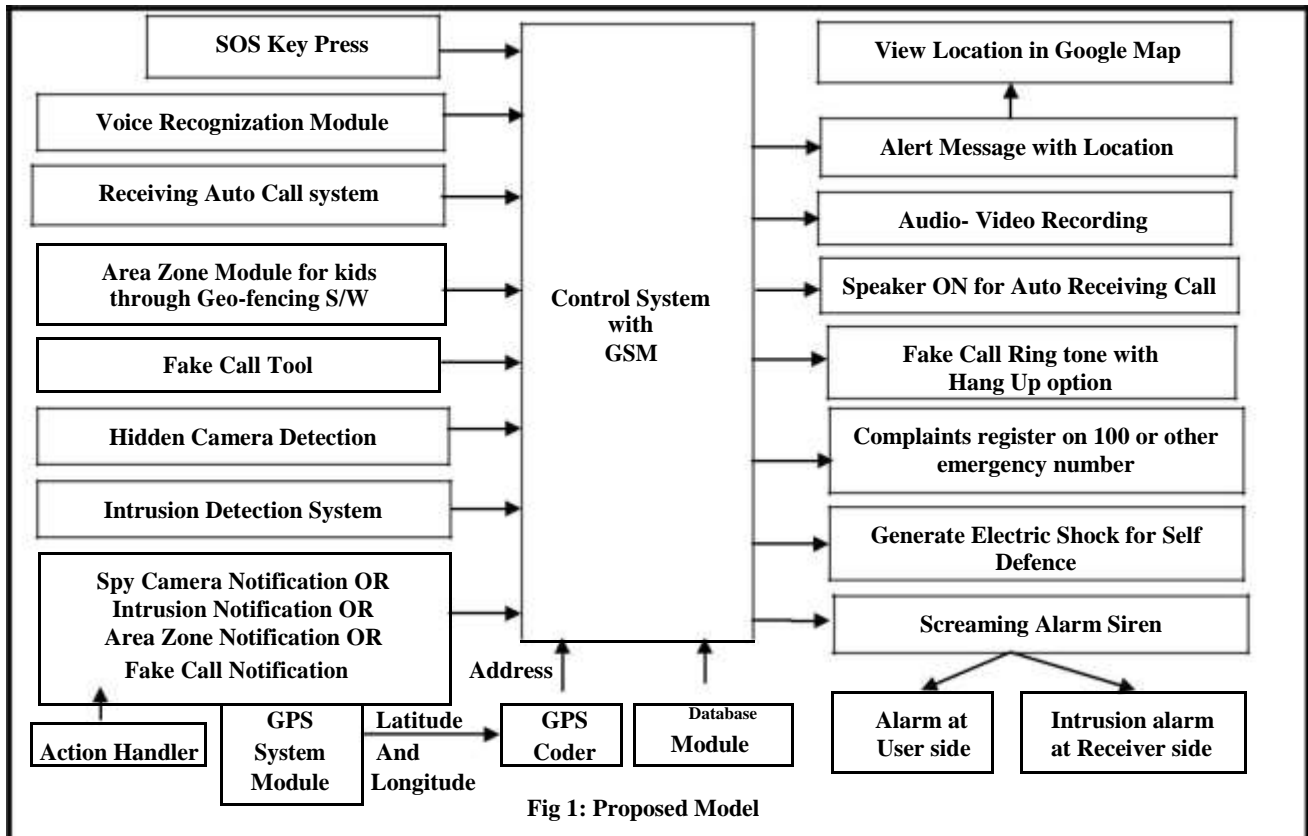 SOS Key Press
Voice Recognization Module
Receiving Auto Call system
Area Zone Module for kids
through Geo-fencing S/W
Fake Call Tool
Hidden Camera Detection
Intrusion Detection System
Spy Camera Notification OR
Intrusion Notification OR
Area Zone Notification OR
Fake Call Notification
Action Handler
GPS
System
Module
Latitude
And
Longitude
Address
GPS
Coder
Database
Module
Control System
with
GSM
View Location in Google Map
Alert Message with Location
Audio- Video Recording
Speaker ON for Auto Receiving Call
Fake Call Ring tone with
Hang Up option
Complaints register on 100 or other
emergency number
Generate Electric Shock for Self
Defence
Screaming Alarm Siren
Alarm at
User side
Intrusion alarm
at Receiver side
Fig 1: Proposed Model